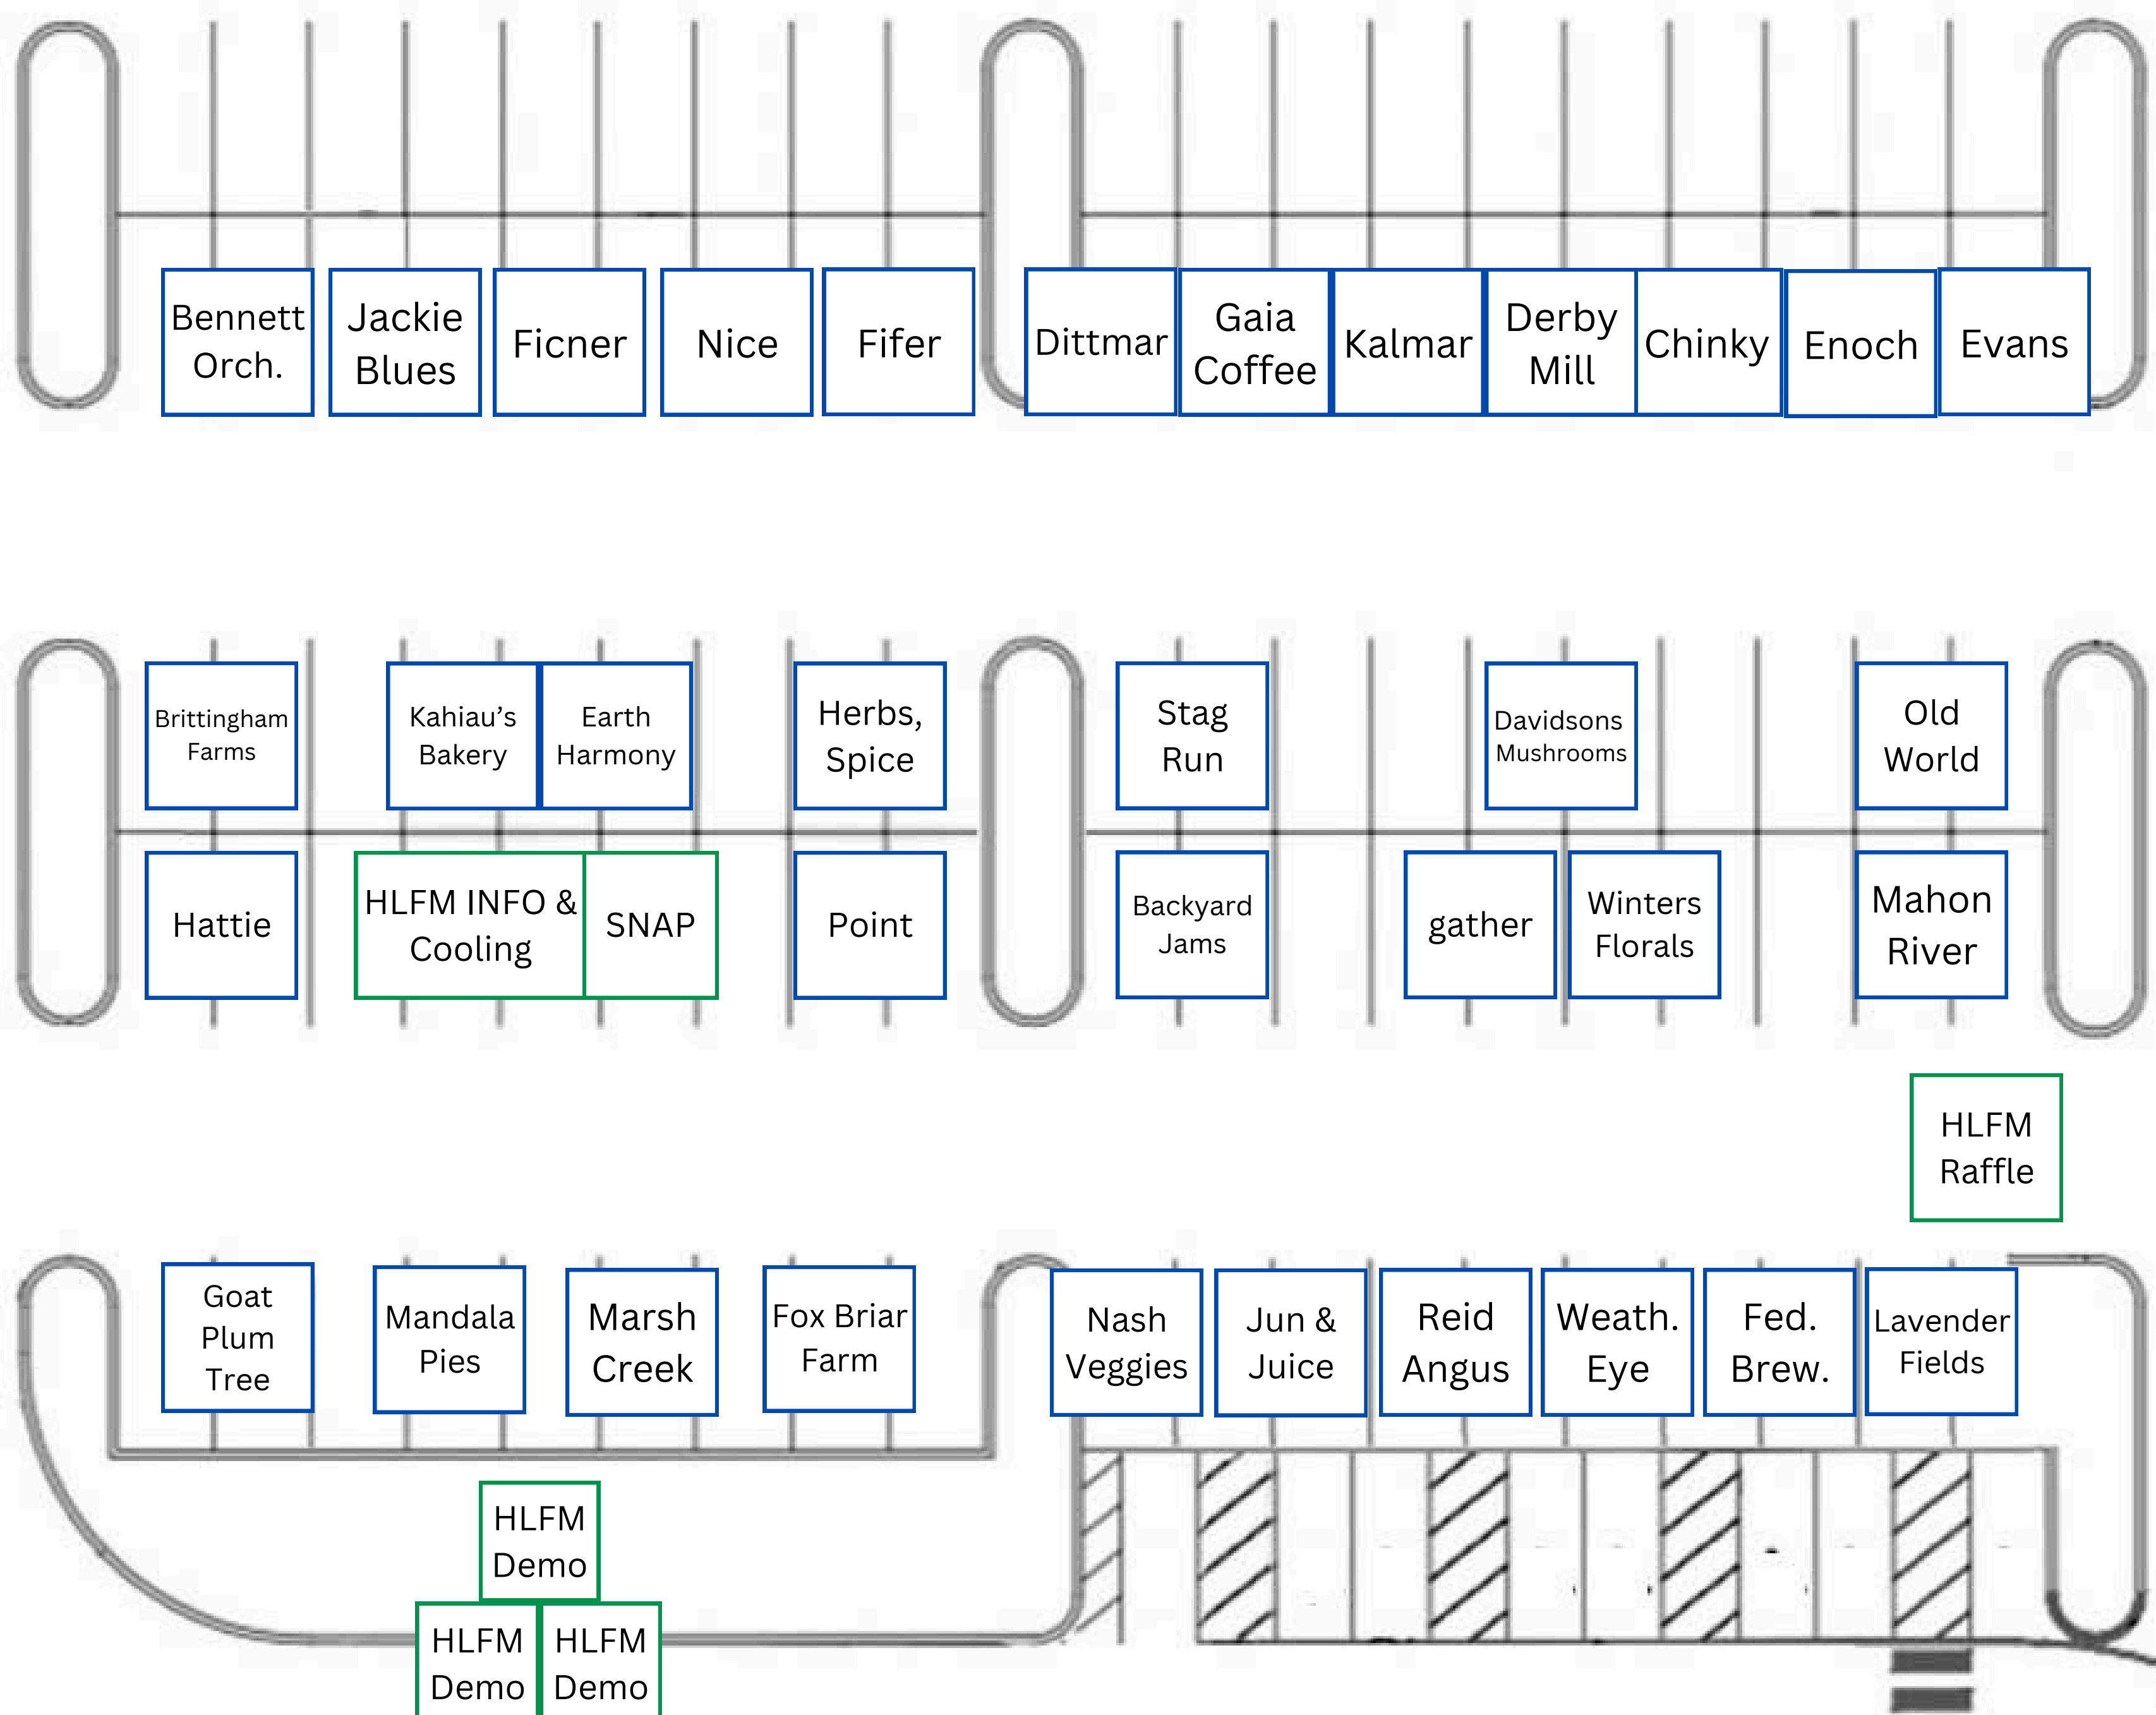 Bennett
Orch.
Jackie
Blues
Ficner
Nice
Fifer
Dittmar
Gaia
Coffee
Kalmar
Derby
Mill
Chinky
Enoch
Evans
Brittingham
Farms
Kahiau's
Bakery
Earth
Harmony
Herbs,
Spice
Stag
Run
Davidsons
Mushrooms
Old
World
Hattie
HLFM INFO &
Cooling
SNAP
Point
Backyard
Jams
gather
Winters
Florals
Mahon
River
HLFM
Raffle
Goat
Plum
Tree
Mandala
Pies
Marsh
Creek
Fox Briar
Farm
Nash
Veggies
Jun &
Juice
Reid
Angus
Weath.
Eye
Fed.
Brew.
Lavender
Fields
HLFM
Demo
HLFM
Demo
HLFM
Demo